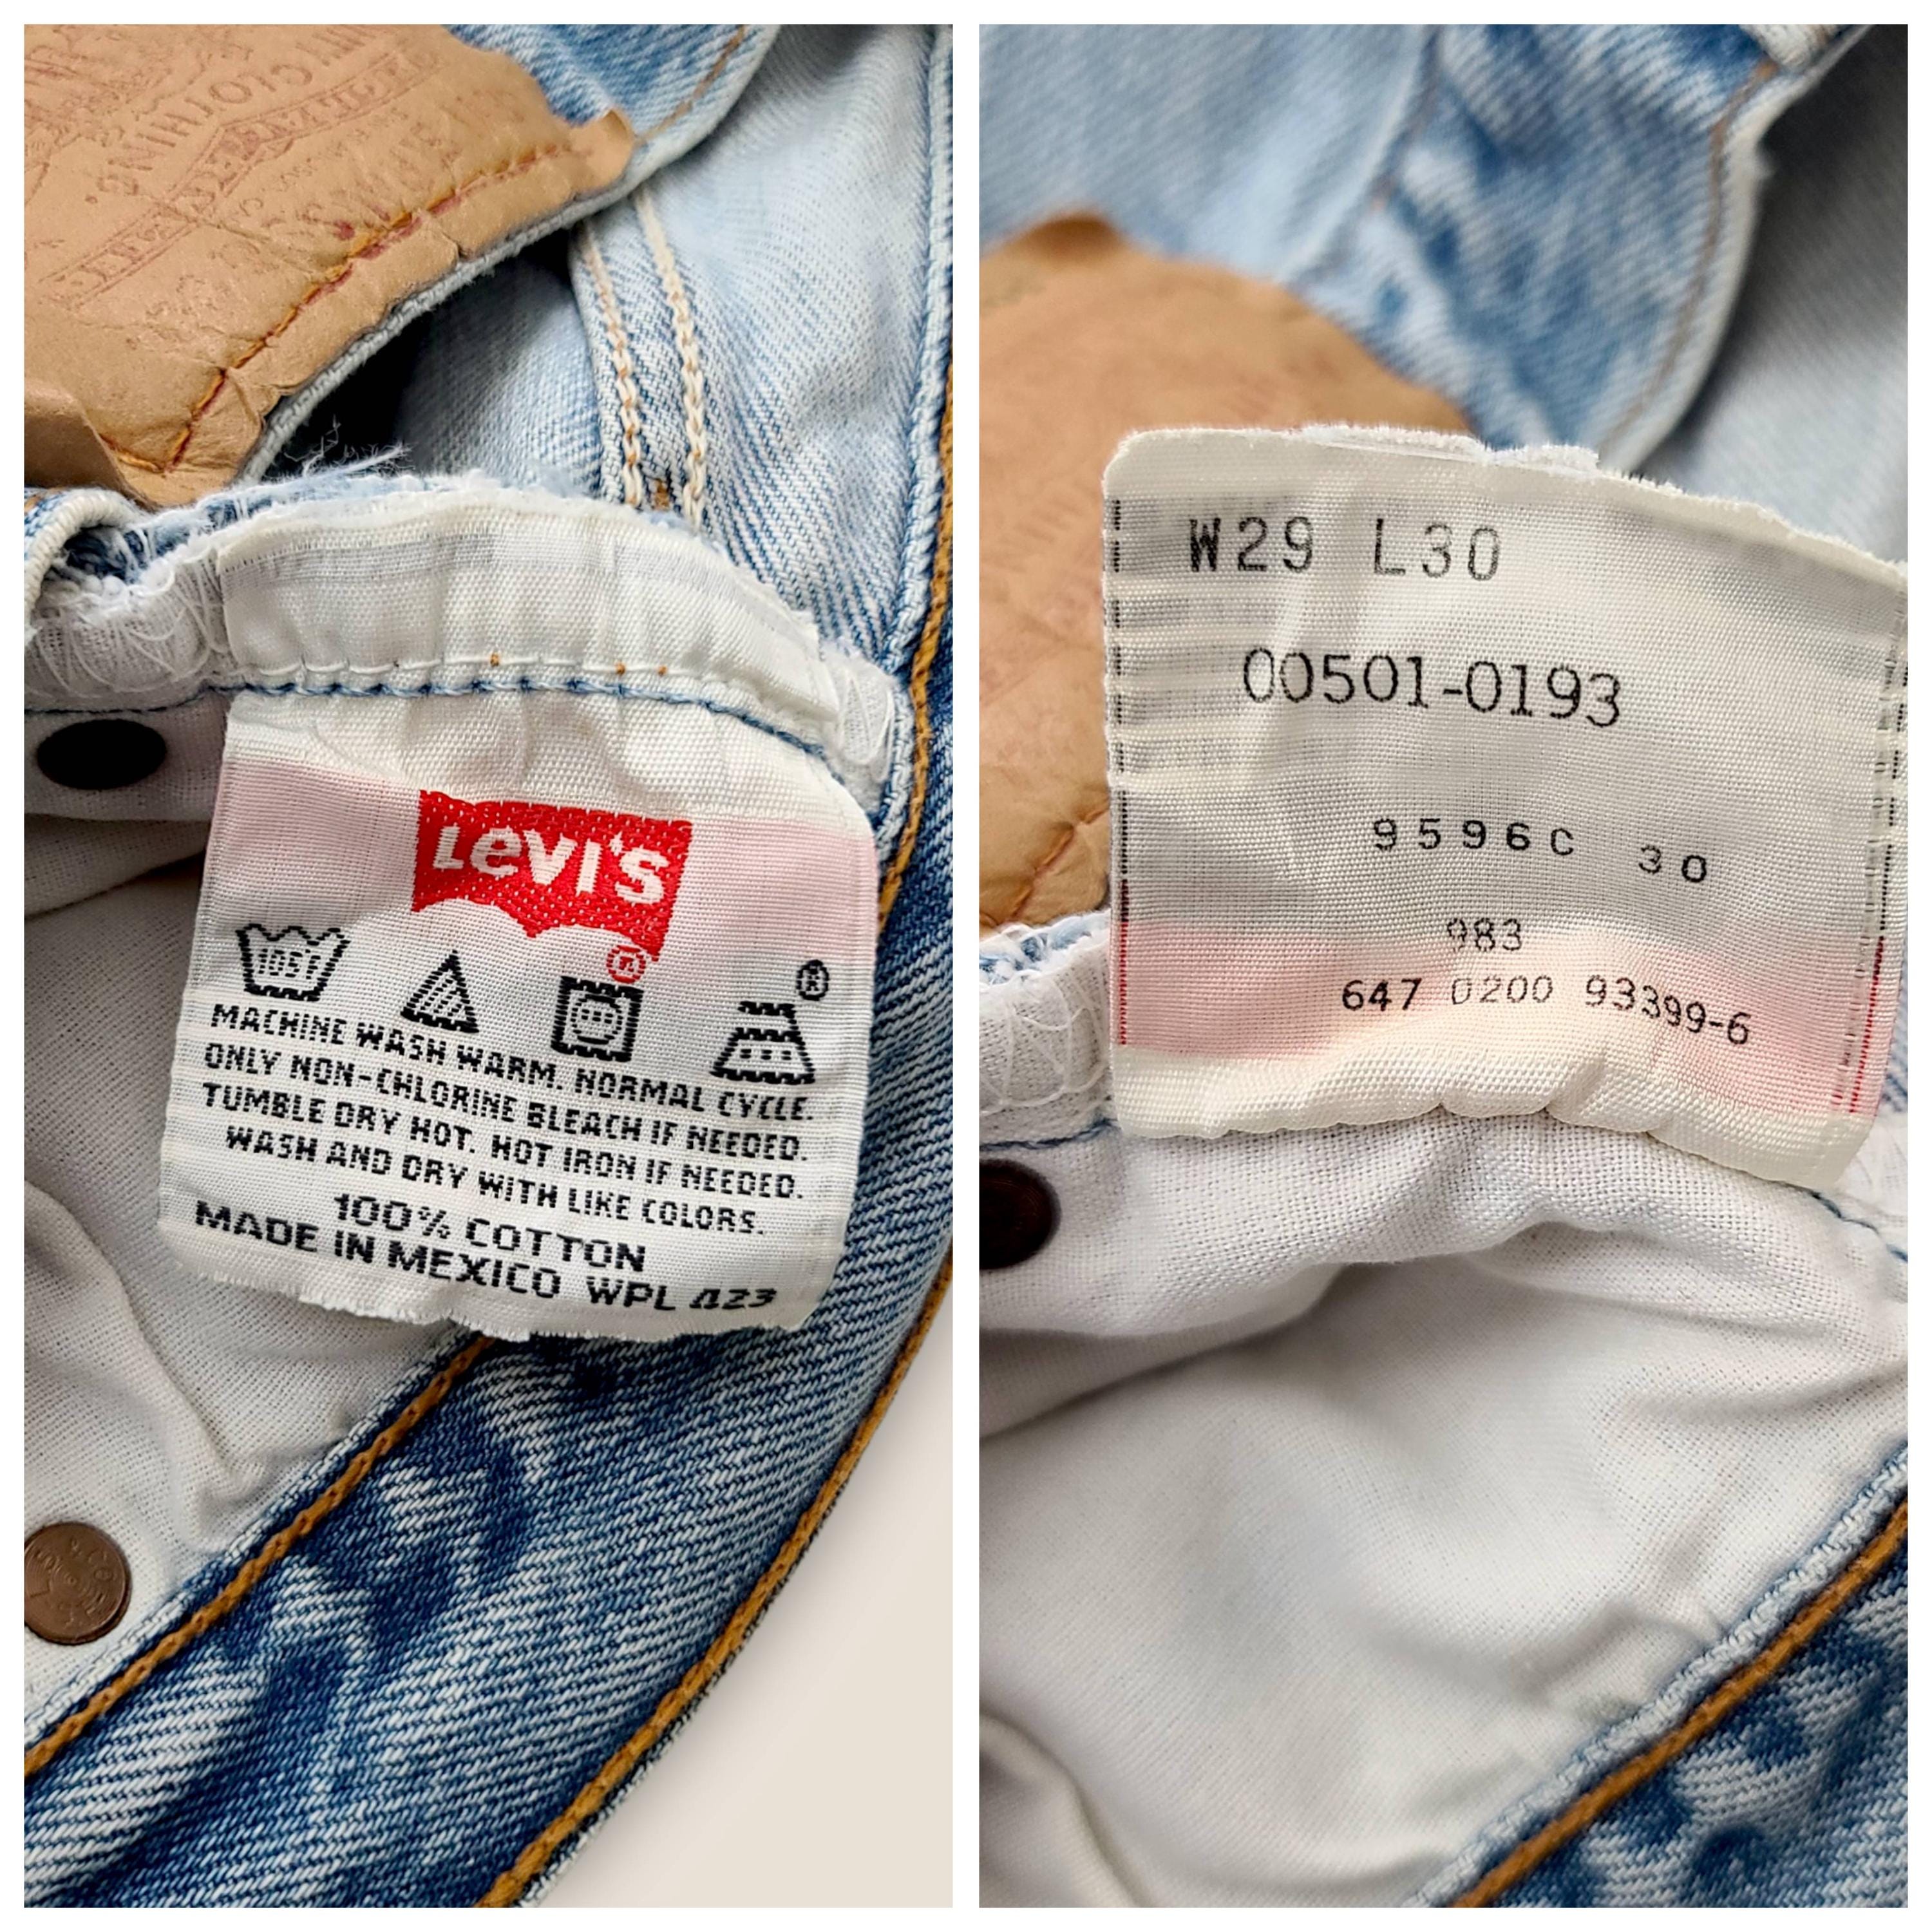 CLOTHING
LEVI'S
®
105°F
®
MACHINE WASH WARM. NORMAL CYCLE.
ONLY NON-CHLORINE BLEACH IF NEEDED.
TUMBLE DRY HOT. HOT IRON IF NEEDED.
WASH AND DRY WITH LIKE COLORS.
100% COTTON
MADE IN MEXICO WPL 423
W29 L30
00501-0193
9596C 30
983
647 0200 93399-6